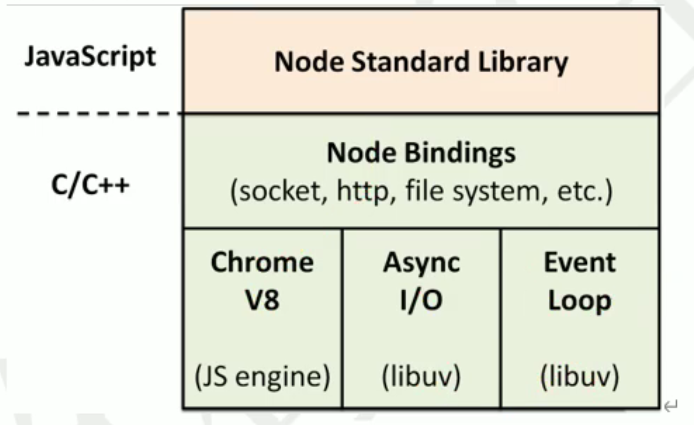 JavaScript
Node Standard Library
C/C++
Node Bindings
(socket, http, file system, etc.)
Chrome
V8
(JS engine)
Async
I/O
(libuv)
Event
Loop
(libuv)